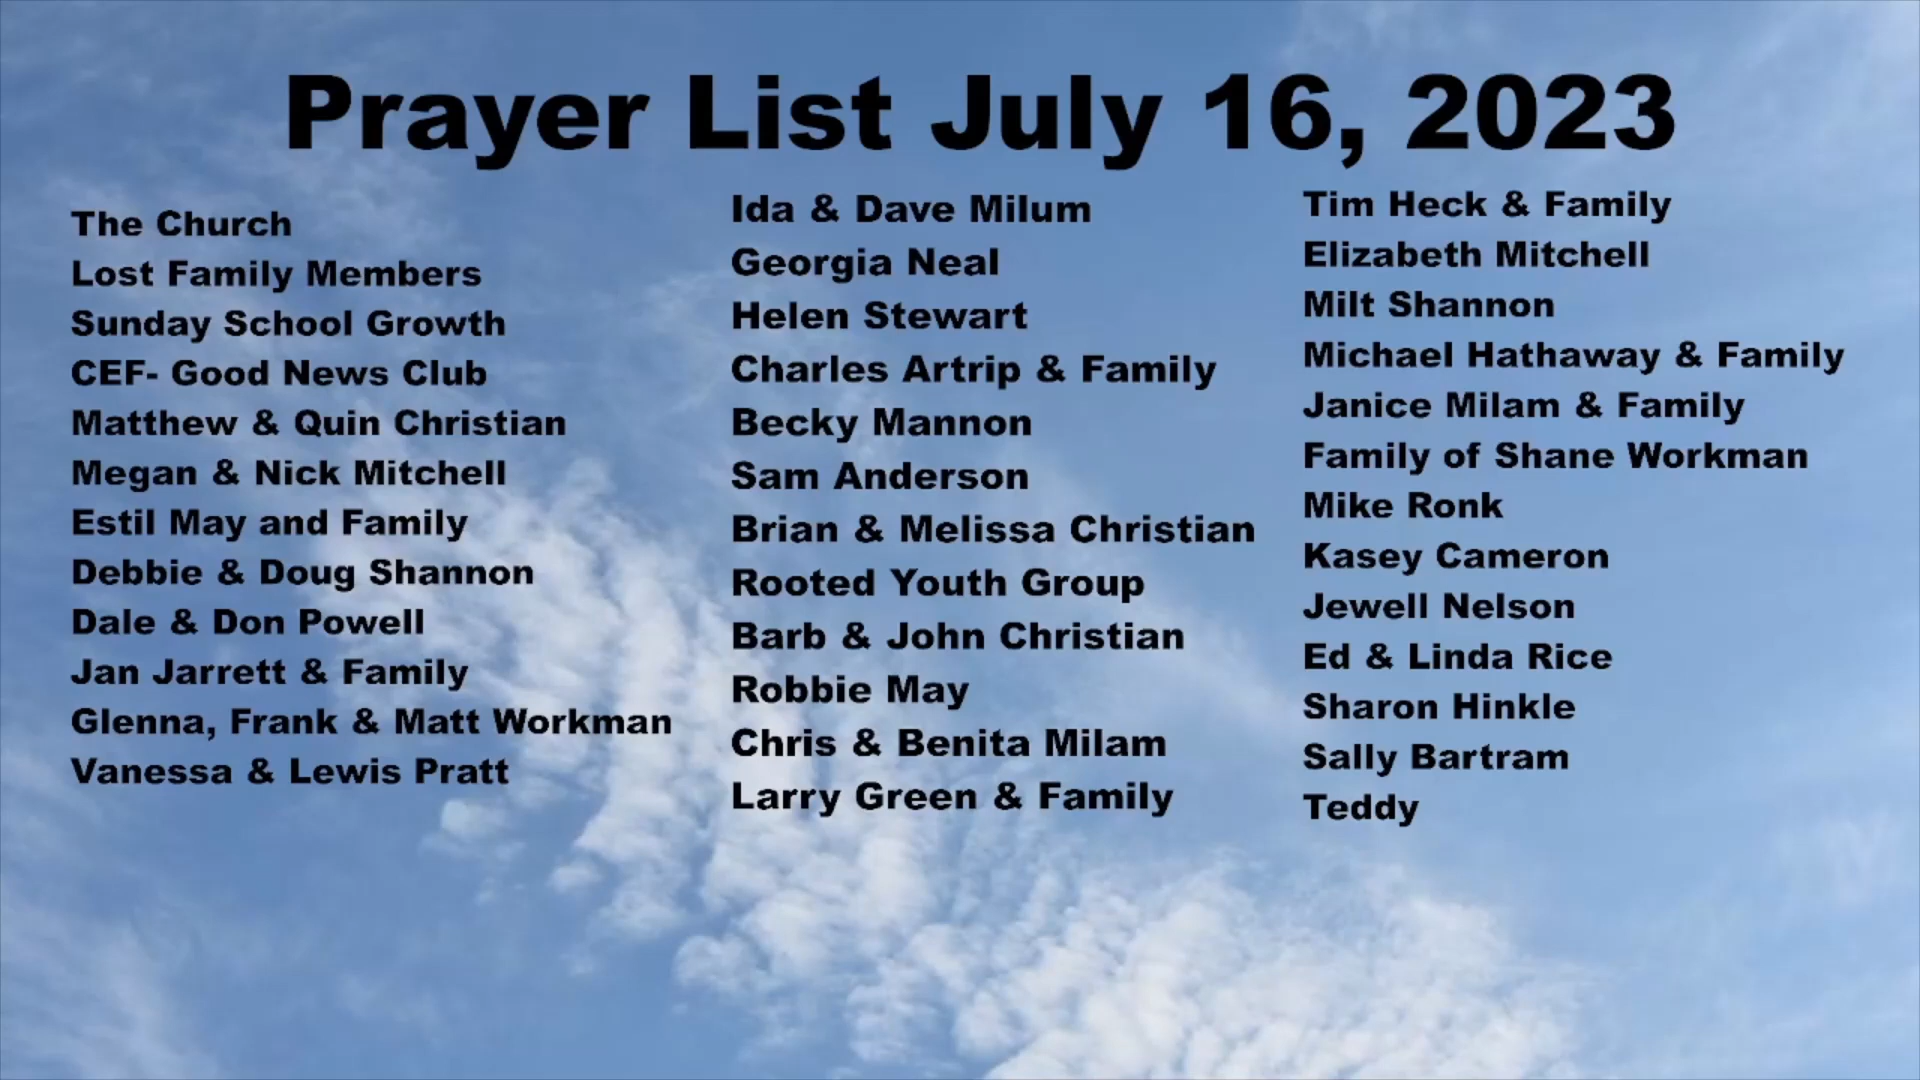 Prayer List July 16, 2023
The Church
Lost Family Members
Sunday School Growth
CEF- Good News Club
Matthew & Quin Christian
Megan & Nick Mitchell
Estil May and Family
Debbie & Doug Shannon
Dale & Don Powell
Jan Jarrett & Family
Glenna, Frank & Matt Workman
Vanessa & Lewis Pratt
Ida & Dave Milum
Georgia Neal
Helen Stewart
Charles Artrip & Family
Becky Mannon
Sam Anderson
Brian & Melissa Christian
Rooted Youth Group
Barb & John Christian
Robbie May
Chris & Benita Milam
Larry Green & Family
Tim Heck & Family
Elizabeth Mitchell
Milt Shannon
Michael Hathaway & Family
Janice Milam & Family
Family of Shane Workman
Mike Ronk
Kasey Cameron
Jewell Nelson
Ed & Linda Rice
Sharon Hinkle
Sally Bartram
Teddy